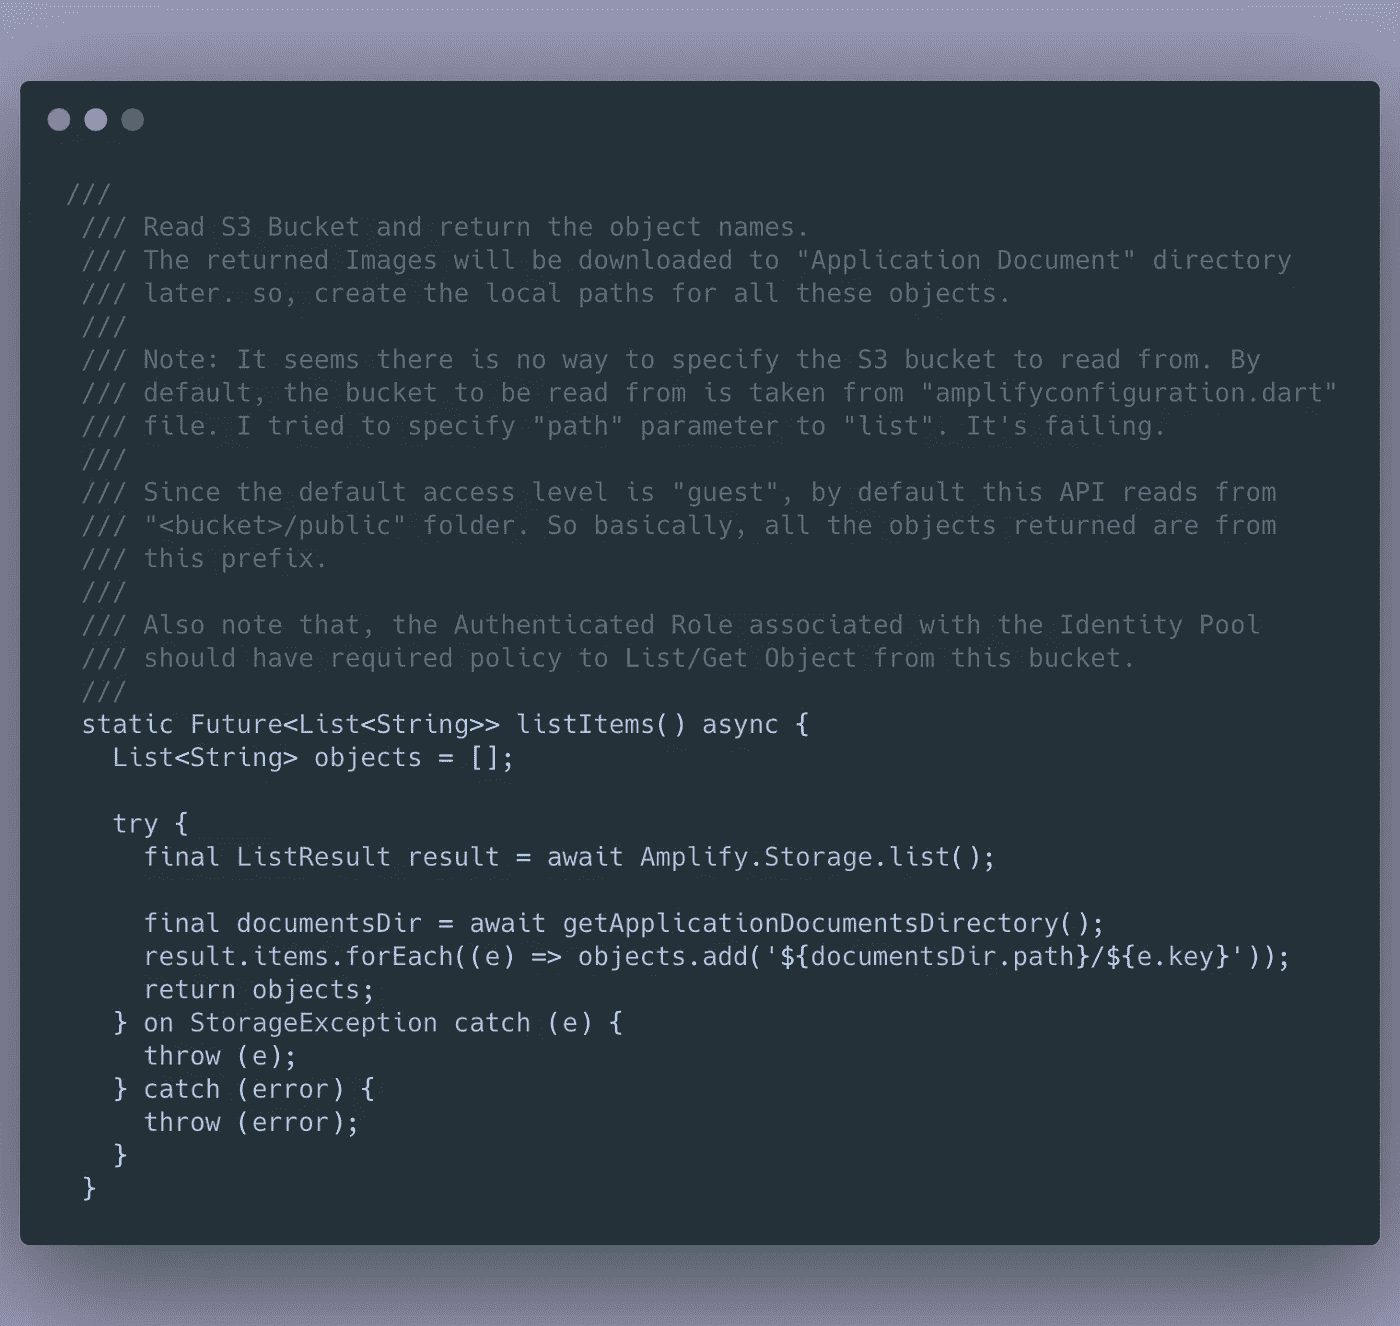 ///
/// Read S3 Bucket and return the object names.
/// The returned Images will be downloaded to "Application Document" directory
/// later. so, create the local paths for all these objects.
///
/// Note: It seems there is no way to specify the S3 bucket to read from. By
/// default, the bucket to be read from is taken from "amplifyconfiguration.dart"
/// file. I tried to specify "path" parameter to "list". It's failing.
///
/// Since the default access level is "guest", by default this API reads from
/// "<bucket>/public" folder. So basically, all the objects returned are from
/// this prefix.
///
/// Also note that, the Authenticated Role associated with the Identity Pool
/// should have required policy to List/Get Object from this bucket.
///
static Future<List<String>> listItems() async {
List<String> objects = [];
try {
final ListResult result = await Amplify.Storage.list();
final documentsDir = await getApplicationDocumentsDirectory();
result.items.forEach((e) => objects.add('${documentsDir.path}/${e.key}'));
return objects;
} on StorageException catch (e) {
throw (e);
} catch (error) {
throw (error);
}
}